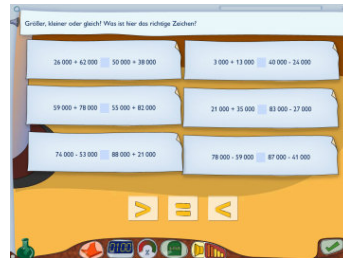 Größer, kleiner oder gleich? Was ist hier das richtige Zeichen?
26 000 + 62 000 50 000 + 38 000
3 000 + 13 000 40 000 - 24 000
59 000 + 78 000 55 000 + 82 000
21 000 + 35 000 83 000 - 27 000
74 000 - 53 000 88 000 + 21 000
78 000 - 59 000 87 000 - 41 000
> = <
0100